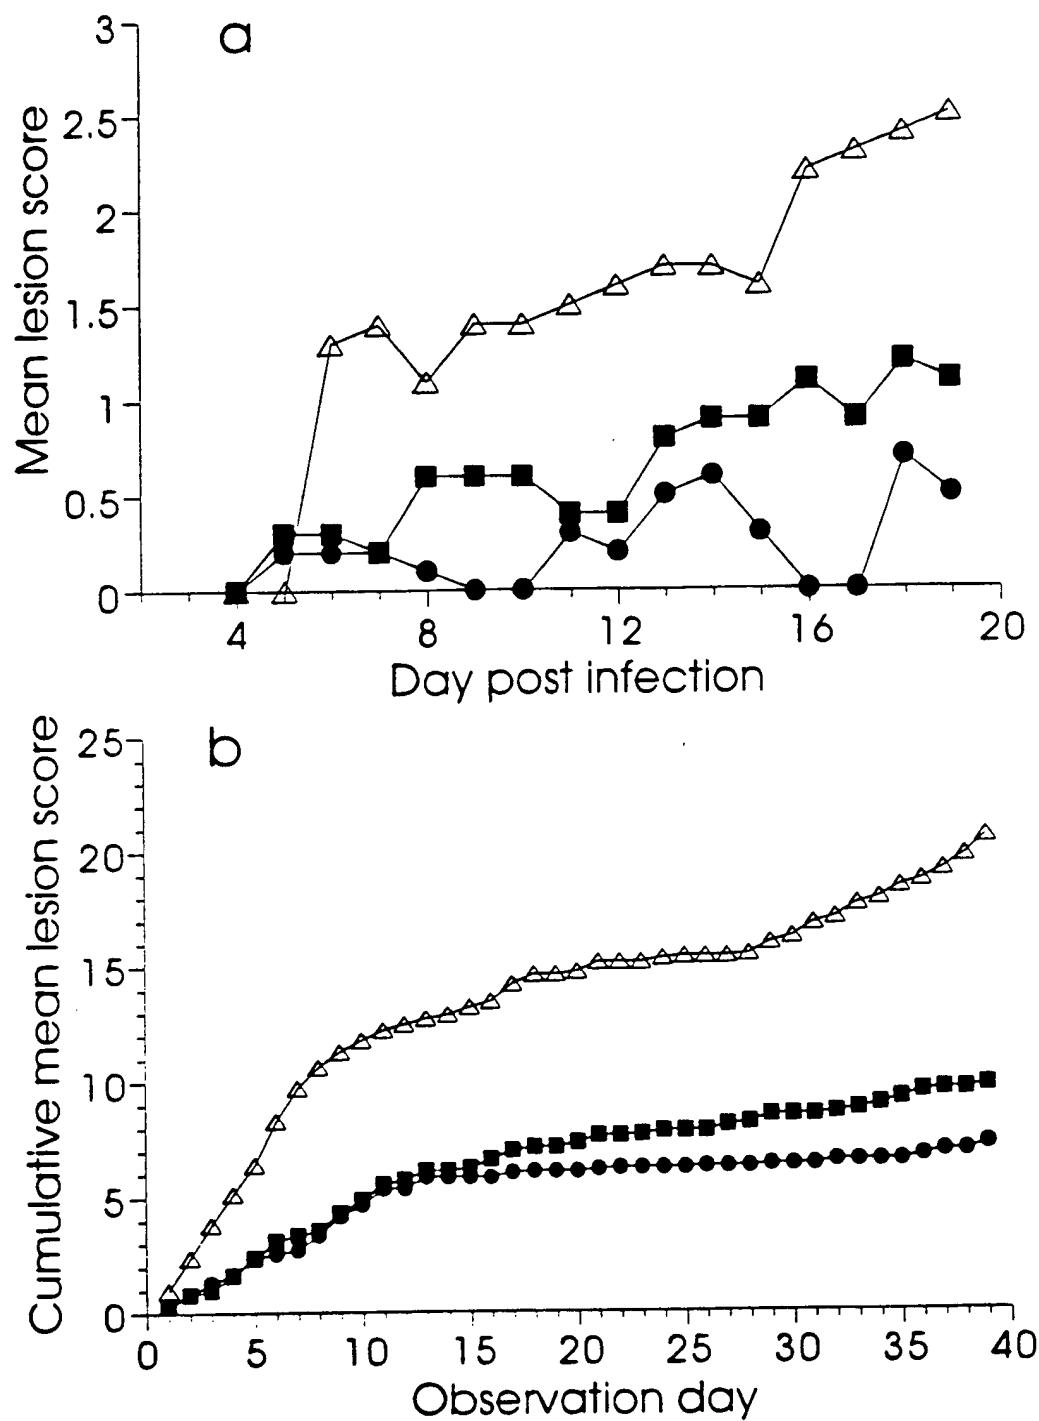 a
Mean lesion score
3
2.5
2
1.5
1
0.5
0
4 8 12 16 20
Day post infection
b
Cumulative mean lesion score
25
20
15
10
5
0
0 5 10 15 20 25 30 35 40
Observation day